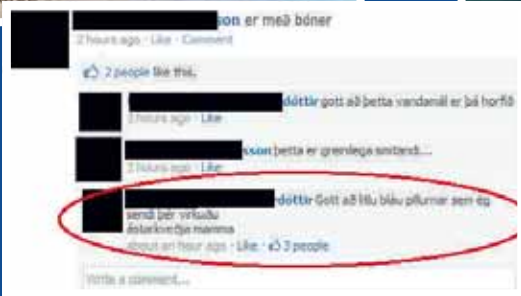 son er með bóner
2 hours ago · Like · Comment
2 people like this.
dóttir gott að þetta vandamál er þá horfið
2 hours ago · Like
sson þetta er greinilega smitandi....
2 hours ago · Like
dóttir Gott að litlu bláu pillurnar sem ég
sendi þér virkuðu
ástarkveðja mamma
about an hour ago · Like · 3 people
Write a comment...